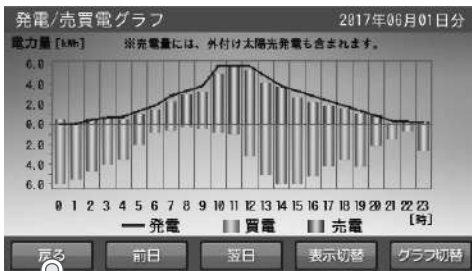 発電/売買電グラフ 2017年06月01日分
電力量[kWh] ※売電量には、外付け太陽光発電も含まれます。
6.0
4.0
2.0
0.0
2.0
4.0
6.0
0 1 2 3 4 5 6 7 8 9 10 11 12 13 14 15 16 17 18 19 20 21 22 23
[時]
発電 買電 売電
戻る 前日 翌日 表示切替 グラフ切替